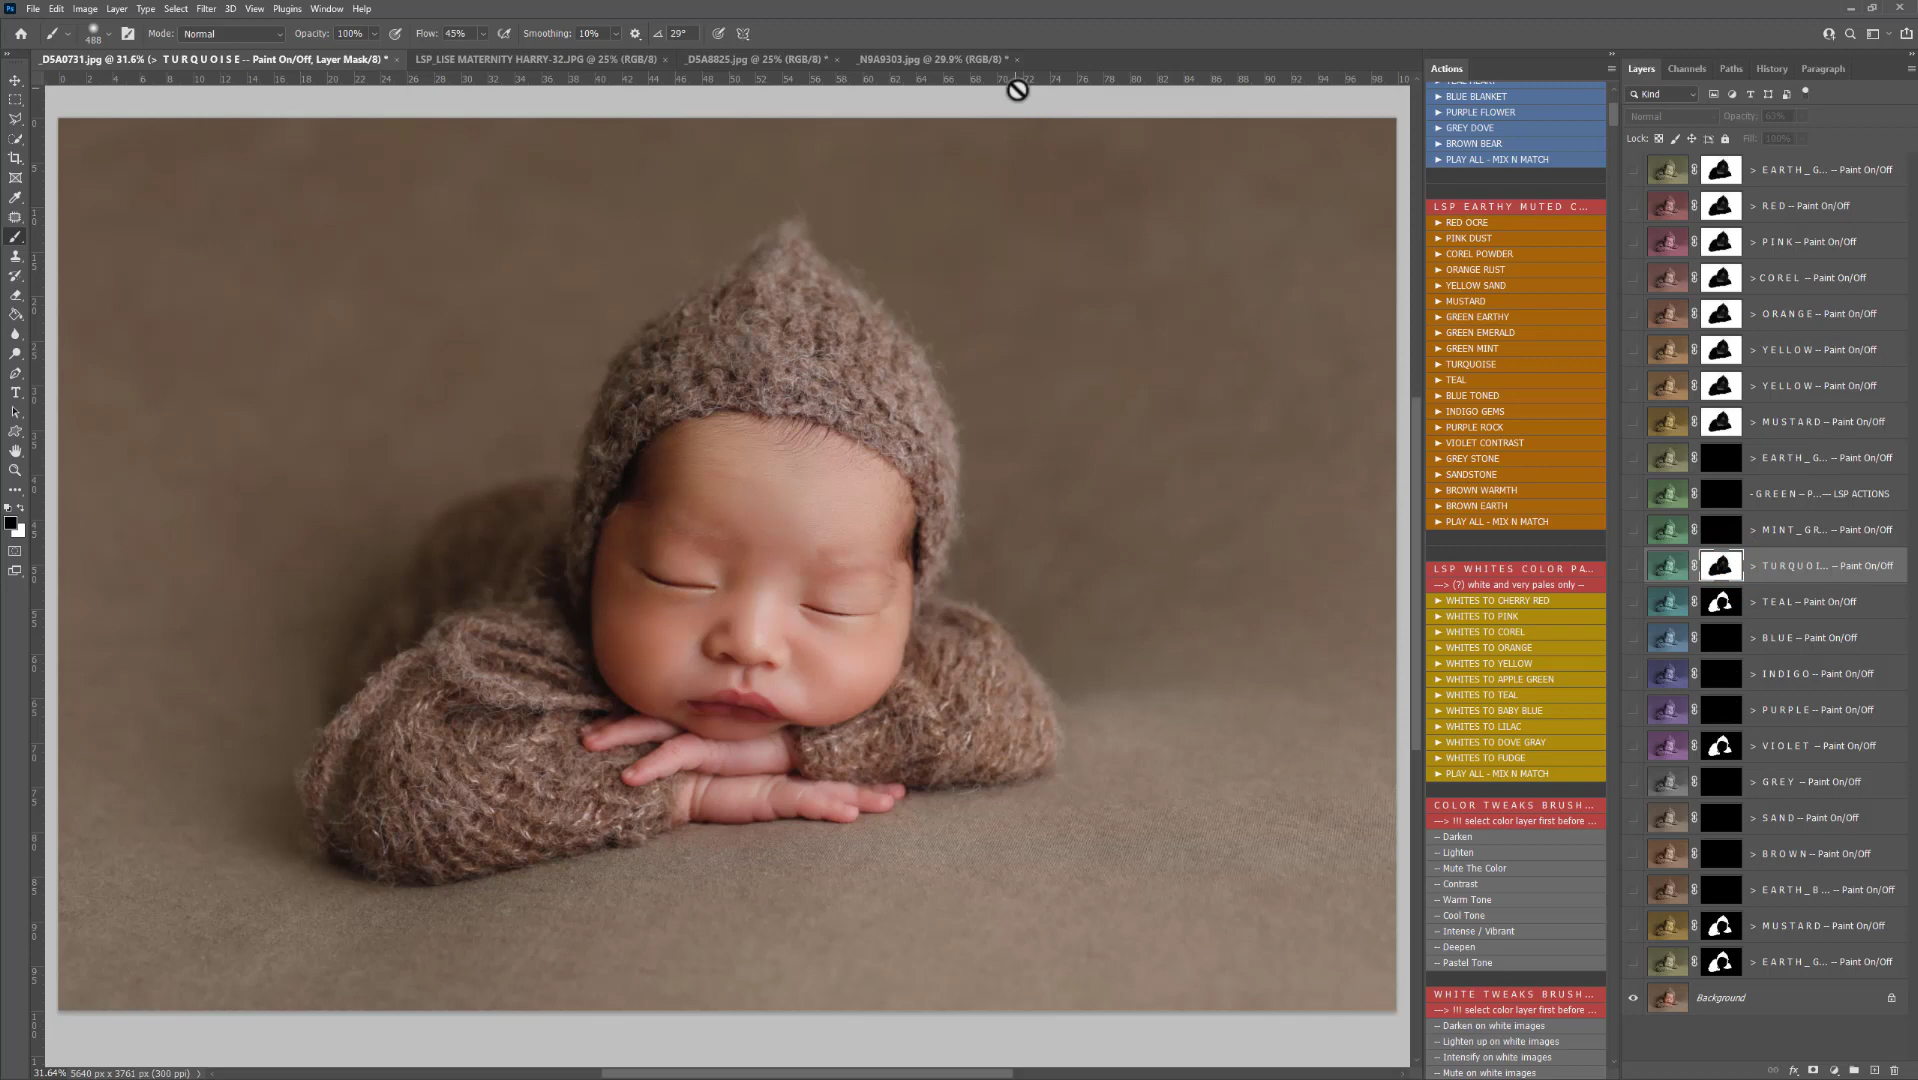 Ps File Edit Image Layer Type Select Filter 3D View Plugins Window Help
488 Mode: Normal Opacity: 100% Flow: 45% Smoothing: 10% 29°
_D5A0731.jpg @ 31.6% (> T U R Q U O I S E -- Paint On/Off, Layer Mask/8) * × LSP_LISE MATERNITY HARRY-32.JPG @ 25% (RGB/8) × _D5A8825.jpg @ 25% (RGB/8) * × _N9A9303.jpg @ 29.9% (RGB/8) * ×
Actions
BLUE BLANKET
PURPLE FLOWER
GREY DOVE
BROWN BEAR
PLAY ALL - MIX N MATCH
LSP EARTHY MUTED C...
RED OCRE
PINK DUST
COREL POWDER
ORANGE RUST
YELLOW SAND
MUSTARD
GREEN EARTHY
GREEN EMERALD
GREEN MINT
TURQUOISE
TEAL
BLUE TONED
INDIGO GEMS
PURPLE ROCK
VIOLET CONTRAST
GREY STONE
SANDSTONE
BROWN WARMTH
BROWN EARTH
PLAY ALL - MIX N MATCH
LSP WHITES COLOR PA...
---> (?) white and very pales only --
WHITES TO CHERRY RED
WHITES TO PINK
WHITES TO COREL
WHITES TO ORANGE
WHITES TO YELLOW
WHITES TO APPLE GREEN
WHITES TO TEAL
WHITES TO BABY BLUE
WHITES TO LILAC
WHITES TO DOVE GRAY
WHITES TO FUDGE
PLAY ALL - MIX N MATCH
COLOR TWEAKS BRUSH...
---> !!! select color layer first before ...
-- Darken
-- Lighten
-- Mute The Color
-- Contrast
-- Warm Tone
-- Cool Tone
-- Intense / Vibrant
-- Deepen
-- Pastel Tone
WHITE TWEAKS BRUSH...
---> !!! select color layer first before ...
-- Darken on white images
-- Lighten up on white images
-- Intensify on white images
-- Mute on white images
Layers Channels Paths History Paragraph
Kind
Normal Opacity: 63%
Lock: Fill: 100%
> E A R T H _ G... -- Paint On/Off
> R E D -- Paint On/Off
> P I N K -- Paint On/Off
> C O R E L -- Paint On/Off
> O R A N G E -- Paint On/Off
> Y E L L O W -- Paint On/Off
> Y E L L O W -- Paint On/Off
> M U S T A R D -- Paint On/Off
> E A R T H _ G... -- Paint On/Off
- G R E E N -- P...--- LSP ACTIONS
> M I N T _ G R... -- Paint On/Off
> T U R Q U O I... -- Paint On/Off
> T E A L -- Paint On/Off
> B L U E -- Paint On/Off
> I N D I G O -- Paint On/Off
> P U R P L E -- Paint On/Off
> V I O L E T -- Paint On/Off
> G R E Y -- Paint On/Off
> S A N D -- Paint On/Off
> B R O W N -- Paint On/Off
> E A R T H _ B ... -- Paint On/Off
> M U S T A R D -- Paint On/Off
> E A R T H _ G... -- Paint On/Off
Background
31.64% 5640 px x 3761 px (300 ppi)